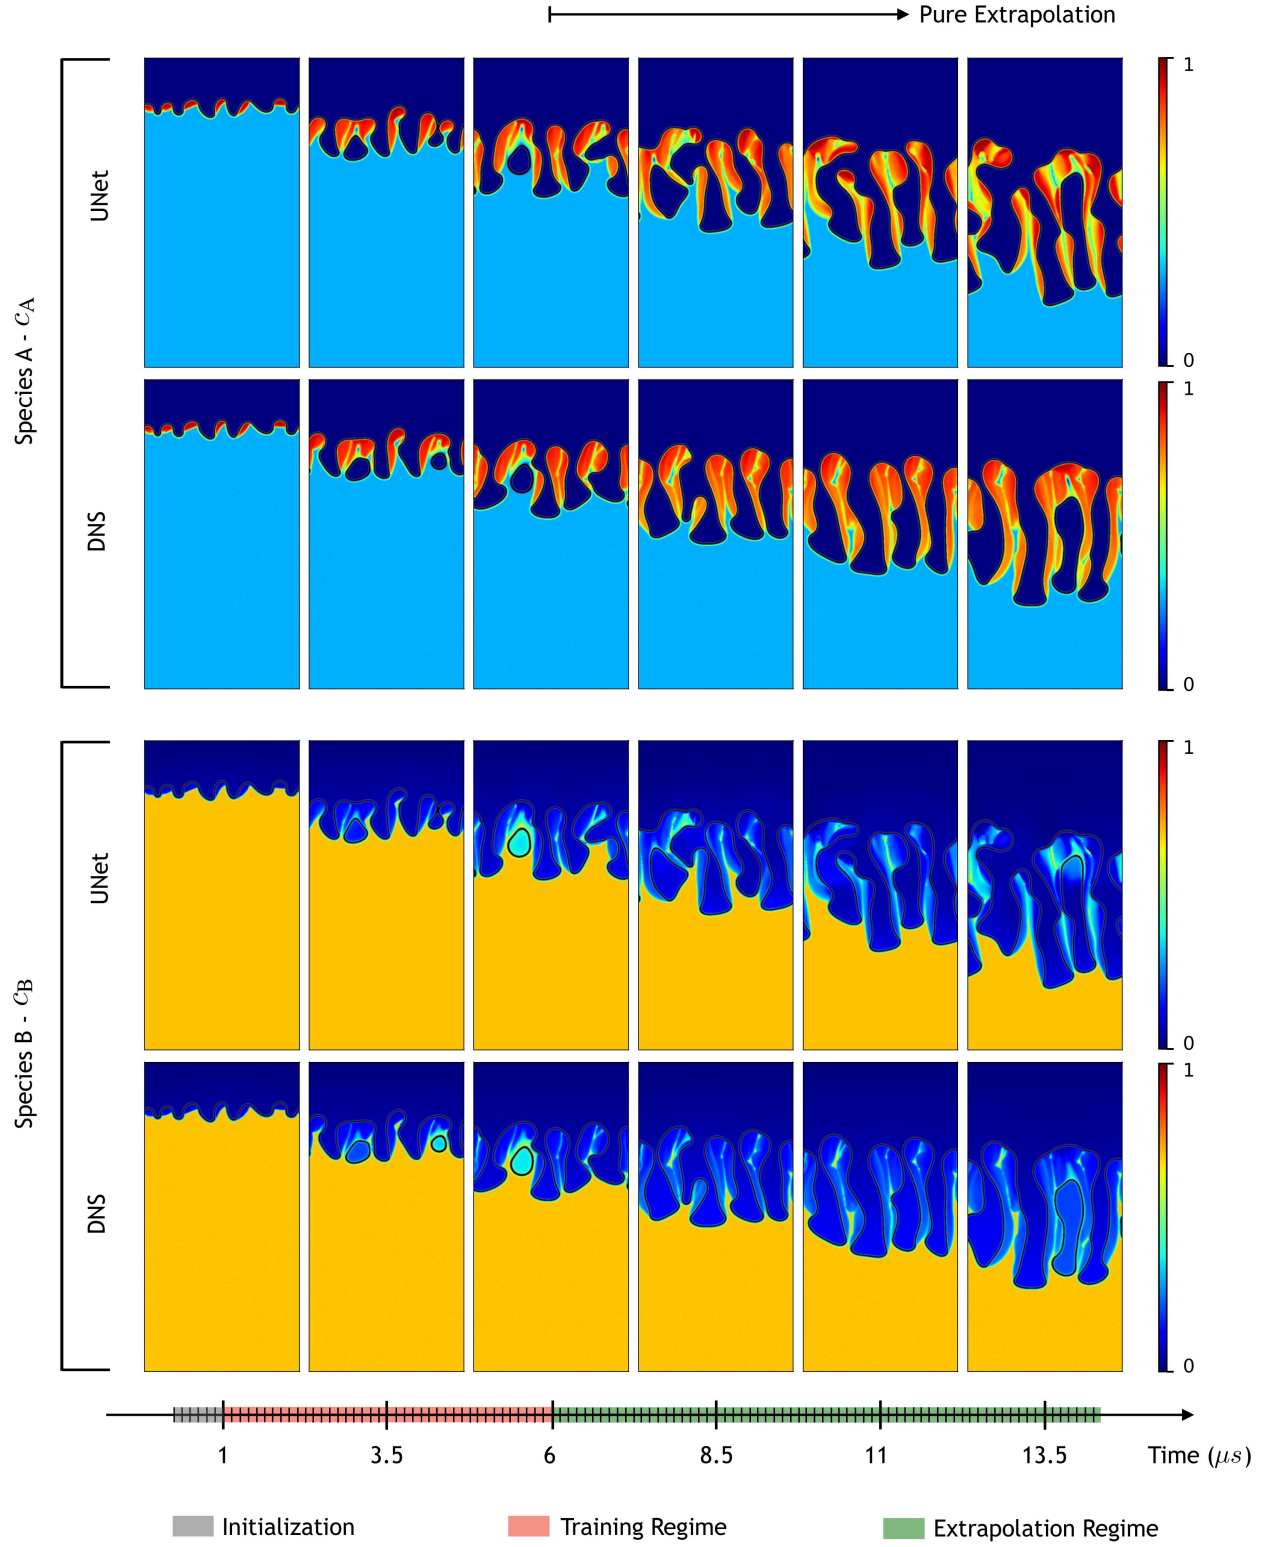 Pure Extrapolation
Species A - cA
UNet
1
0
DNS
1
0
Species B - cB
UNet
1
0
DNS
1
0
1 3.5 6 8.5 11 13.5 Time (μs)
Initialization Training Regime Extrapolation Regime